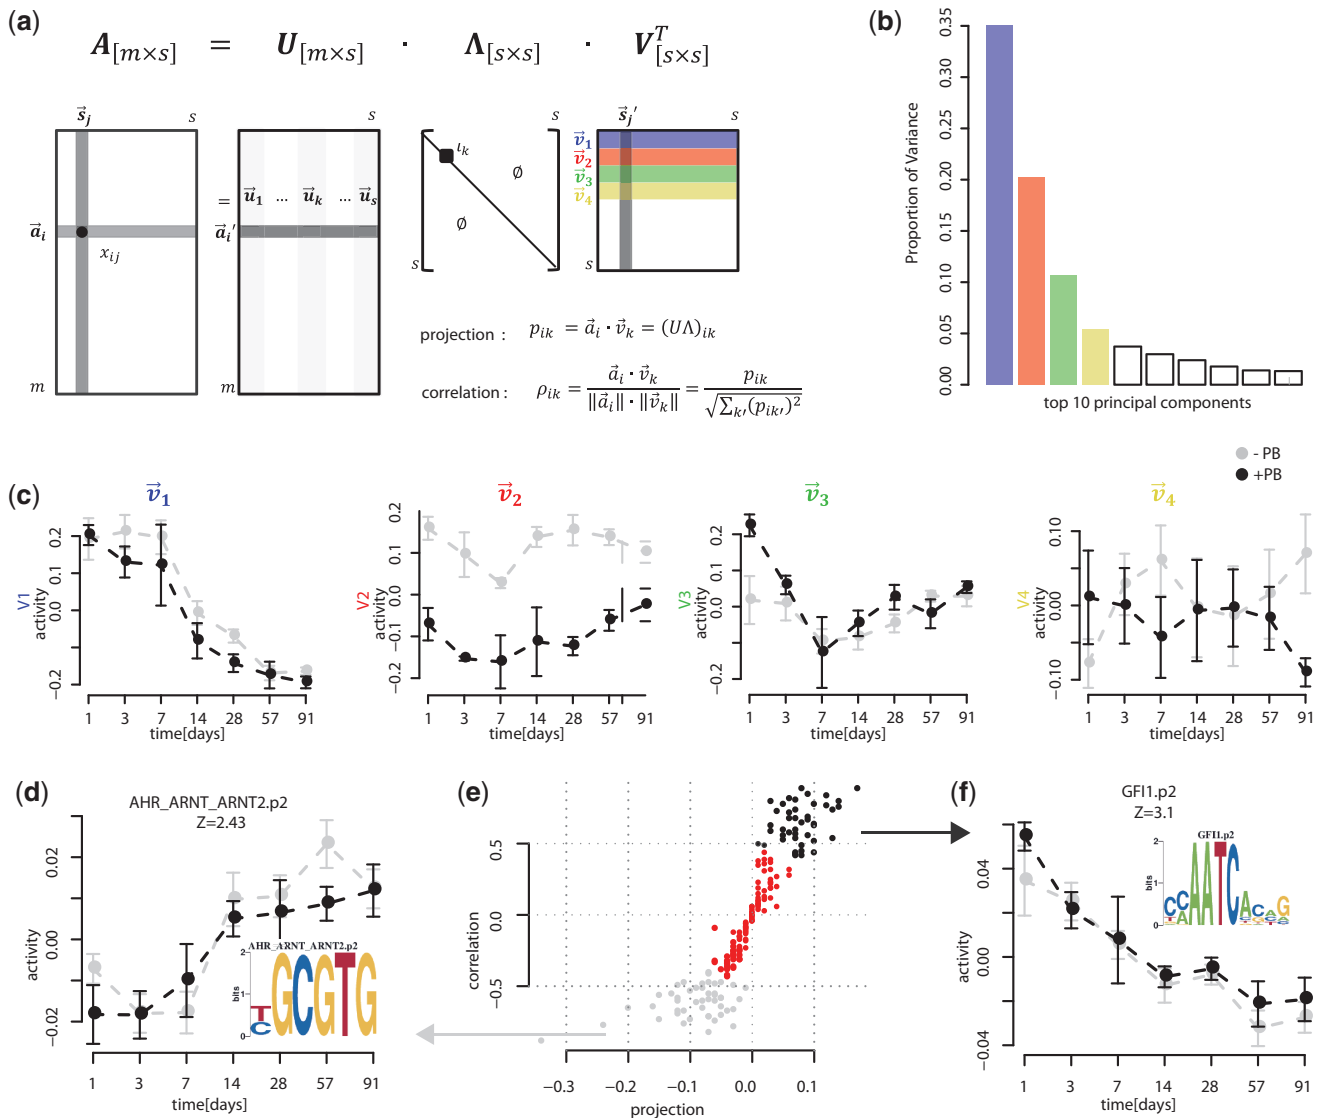 (a)
A[m×s] = U[m×s] · Λ[s×s] · V^T[s×s]
s⃗j s
a⃗i
xij
m
s
= u⃗1 ... u⃗k ... u⃗s
a⃗i′
m
ιk
∅
∅
s
s⃗j′ s
v⃗1
v⃗2
v⃗3
v⃗4
s
projection : pik = a⃗i · v⃗k = (UΛ)ik
correlation : ρik = a⃗i · v⃗k / ‖a⃗i‖ · ‖v⃗k‖ = pik / √∑k′(pik′)²
(b)
Proportion of Variance
0.35
0.30
0.25
0.20
0.15
0.10
0.05
0.00
top 10 principal components
- PB
+PB
(c)
v⃗1
V1
activity
0.2
0.1
0.0
−0.2
1 3 7 14 28 57 91
time[days]
v⃗2
V2
activity
0.2
0.1
0.0
−0.1
−0.2
1 3 7 14 28 57 91
time[days]
v⃗3
V3
activity
0.2
0.1
0.0
−0.2
1 3 7 14 28 57 91
time[days]
v⃗4
V4
activity
0.10
0.00
−0.10
1 3 7 14 28 57 91
time[days]
(d)
AHR_ARNT_ARNT2.p2
Z=2.43
activity
0.02
0.00
−0.02
AHR_ARNT_ARNT2.p2
bits
2
1
0
T
C
GCGTG
1 3 7 14 28 57 91
time[days]
(e)
correlation
0.5
0.0
−0.5
−0.3 −0.2 −0.1 0.0 0.1
projection
(f)
GFI1.p2
Z=3.1
activity
0.04
0.00
−0.04
GFI1.p2
bits
2
1
0
CCAATCACAG
1 3 7 14 28 57 91
time[days]